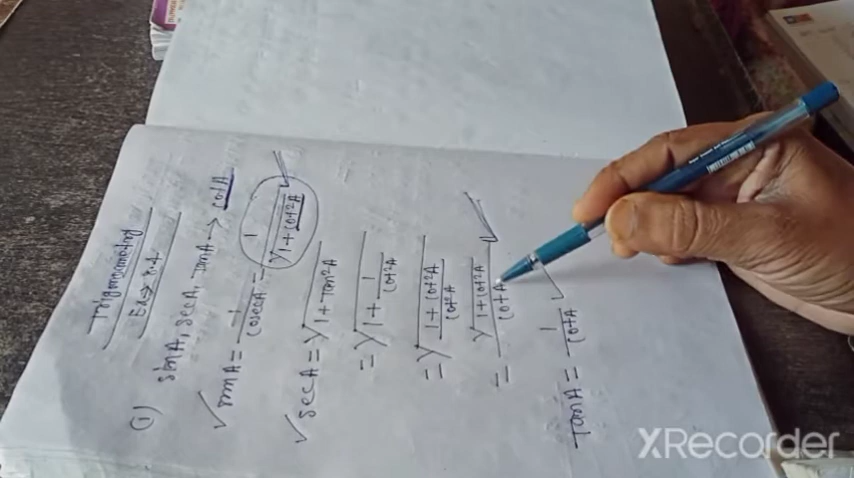 Trigonometry
Ex → 8.4
(1) sinA, secA, TanA → cotA
✓ sinA = 1/cosecA = 1/√1+cot²A ✓
✓ secA = √1+tan²A
= √1 + 1/cot²A
= √1+cot²A/cot²A
= √1+cot²A/cotA ✓
TanA = 1/cotA ✓
XRecorder